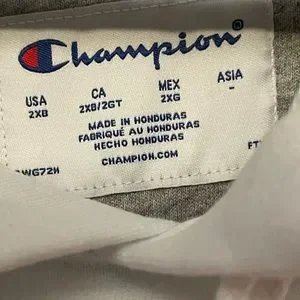 Champion®
USA CA MEX ASIA
2XB 2XB/2GT 2XG -
MADE IN HONDURAS
FABRIQUÉ AU HONDURAS
HECHO HONDURAS
CHAMPION.COM